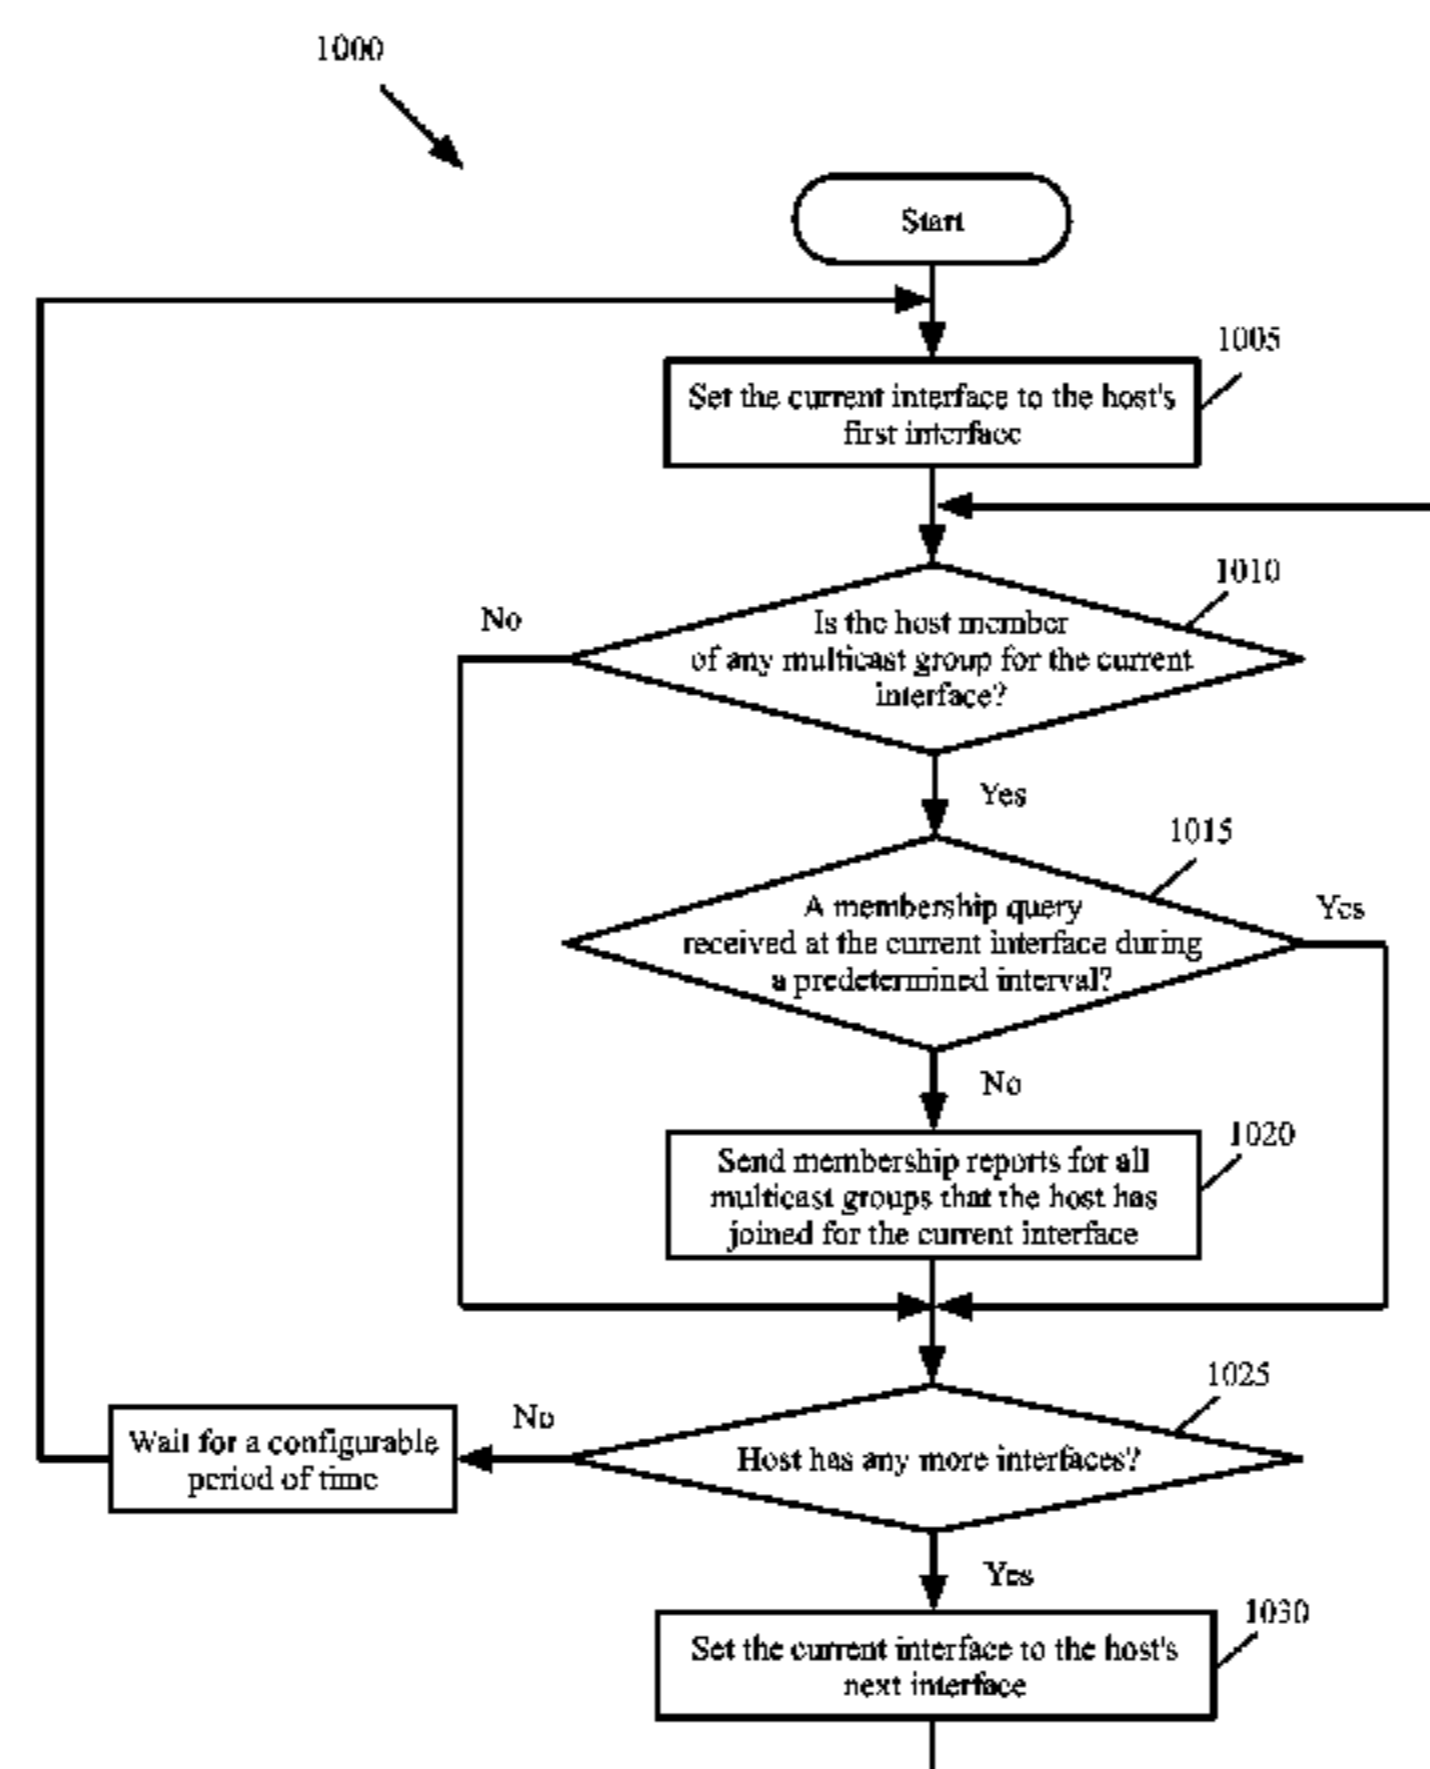 1000
Start
1005
Set the current interface to the host's
first interface
1010
No
Is the host member
of any multicast group for the current
interface?
Yes
1015
Yes
A membership query
received at the current interface during
a predetermined interval?
No
1020
Send membership reports for all
multicast groups that the host has
joined for the current interface
1025
No
Wait for a configurable
period of time
Host has any more interfaces?
Yes
1030
Set the current interface to the host's
next interface